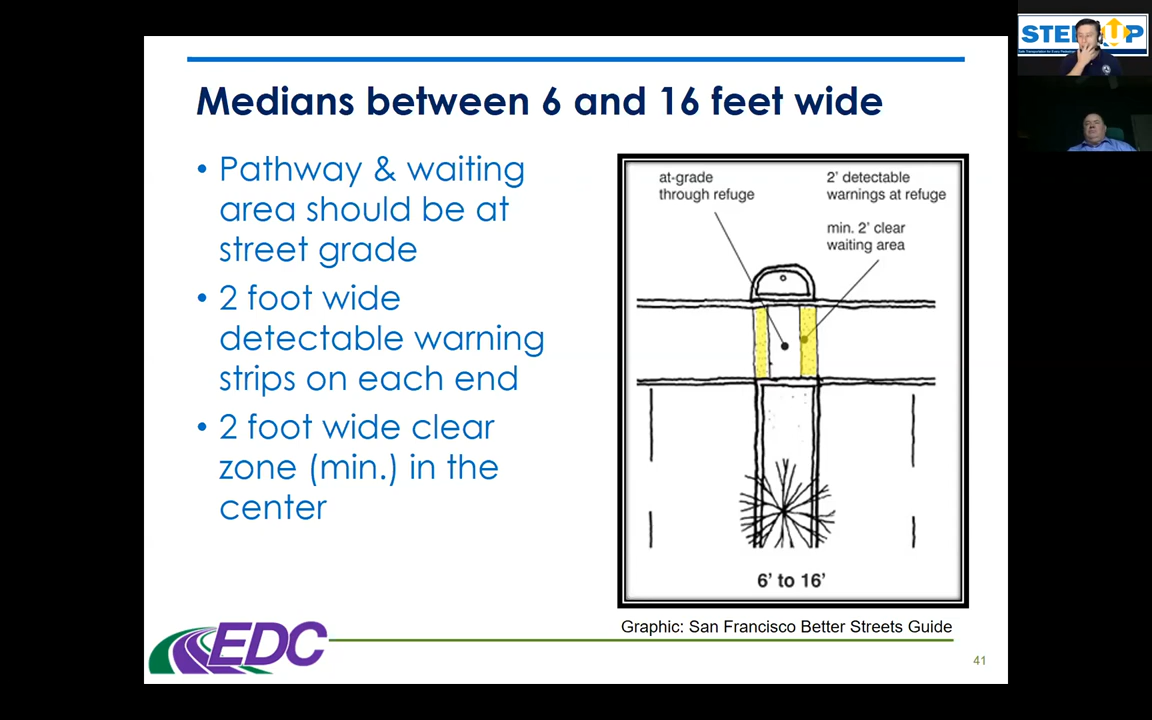 Medians between 6 and 16 feet wide
• Pathway & waiting
area should be at
street grade
• 2 foot wide
detectable warning
strips on each end
• 2 foot wide clear
zone (min.) in the
center
at-grade
through refuge
2' detectable
warnings at refuge
min. 2' clear
waiting area
6' to 16'
Graphic: San Francisco Better Streets Guide
EDC
41